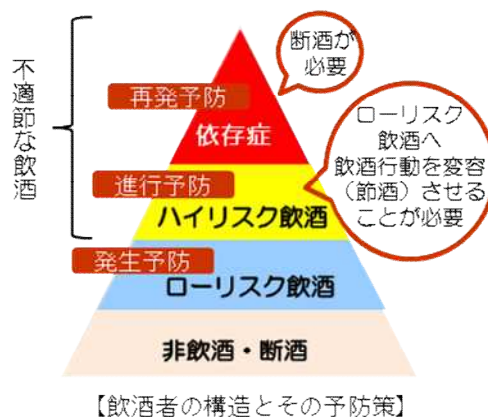 不適節な飲酒
断酒が
必要
再発予防
依存症
ローリスク
飲酒へ
飲酒行動を変容
（節酒）させる
ことが必要
進行予防
ハイリスク飲酒
発生予防
ローリスク飲酒
非飲酒・断酒
【飲酒者の構造とその予防策】